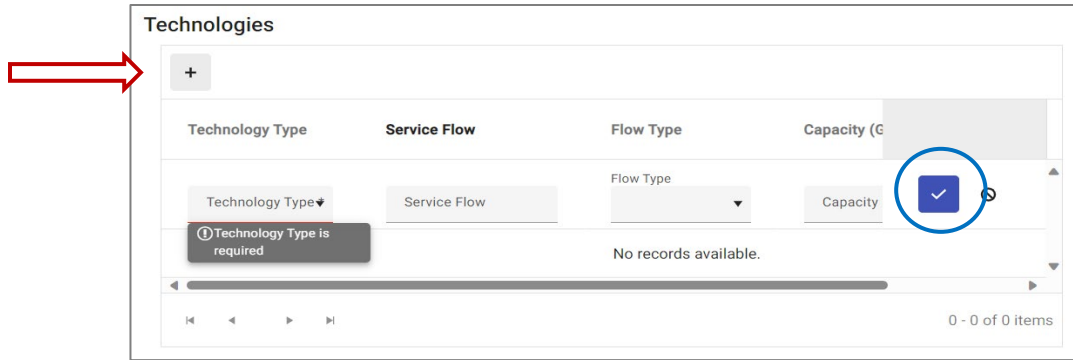 Technologies
+
Technology Type Service Flow Flow Type Capacity (G
Flow Type
Technology Type* Service Flow Capacity
Technology Type is
required
No records available.
0 - 0 of 0 items